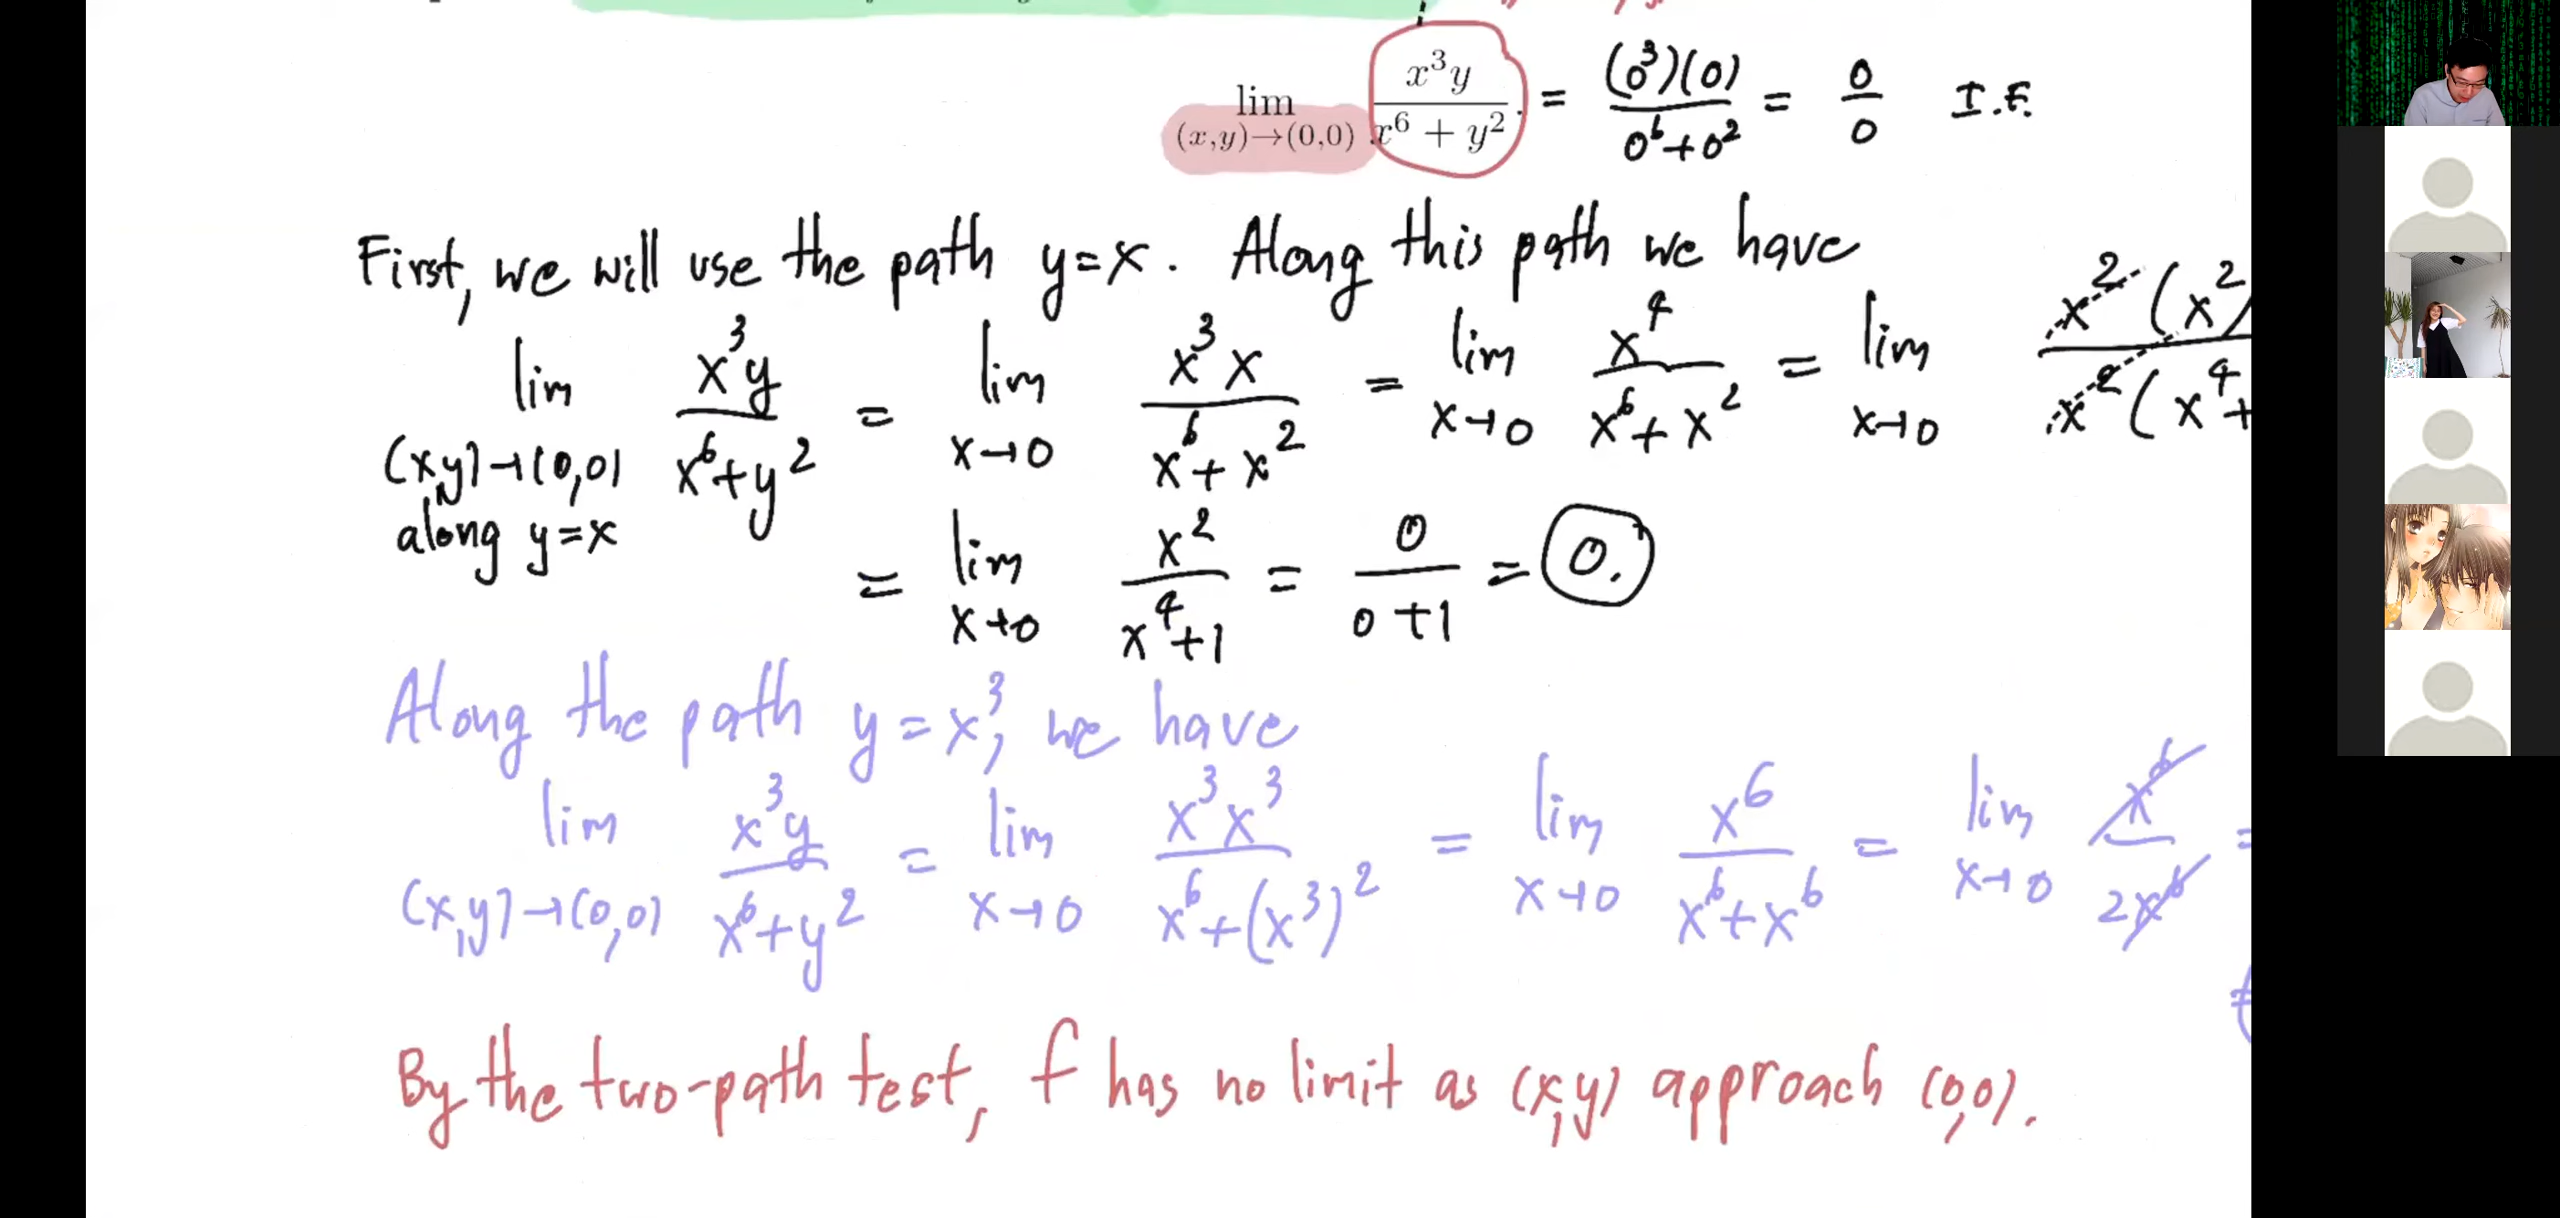 lim (x,y)→(0,0) x³y / x⁶ + y² . = (0³)(0) / 0⁶+0² = 0/0 I.F.
First, we will use the path y=x. Along this path we have
lim (x,y)→(0,0) along y=x x³y / x⁶+y² = lim x→0 x³x / x⁶+x² = lim x→0 x⁴ / x⁶+x² = lim x→0 x²(x²) / x²(x⁴+
= lim x→0 x² / x⁴+1 = 0 / 0+1 = 0.
Along the path y=x³, we have
lim (x,y)→(0,0) x³y / x⁶+y² = lim x→0 x³x³ / x⁶+(x³)² = lim x→0 x⁶ / x⁶+x⁶ = lim x→0 x⁶ / 2x⁶ =
By the two-path test, f has no limit as (x,y) approach (0,0).